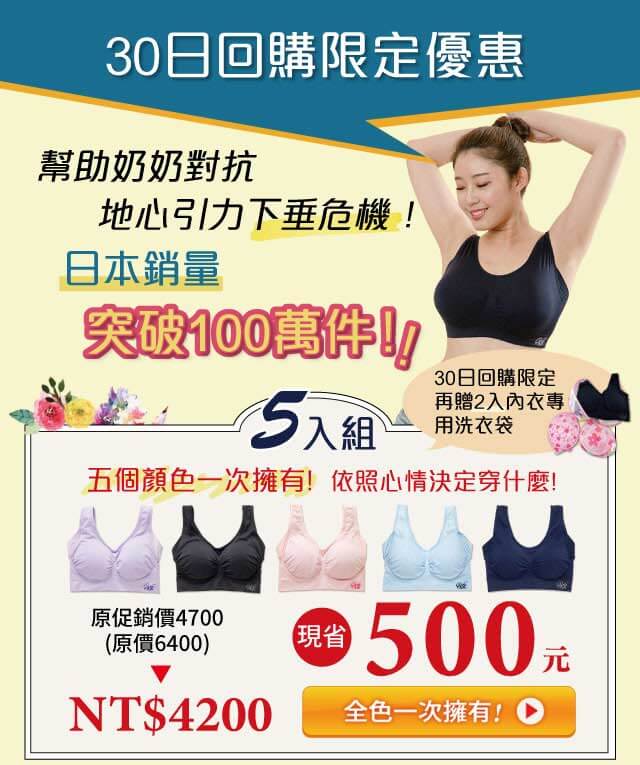 30日回購限定優惠
幫助奶奶對抗
地心引力下垂危機！
日本銷量
突破100萬件!!
30日回購限定
再贈2入內衣專
用洗衣袋
5入組
五個顏色一次擁有! 依照心情決定穿什麼!
原促銷價4700
(原價6400)
現省500元
NT$4200
全色一次擁有!